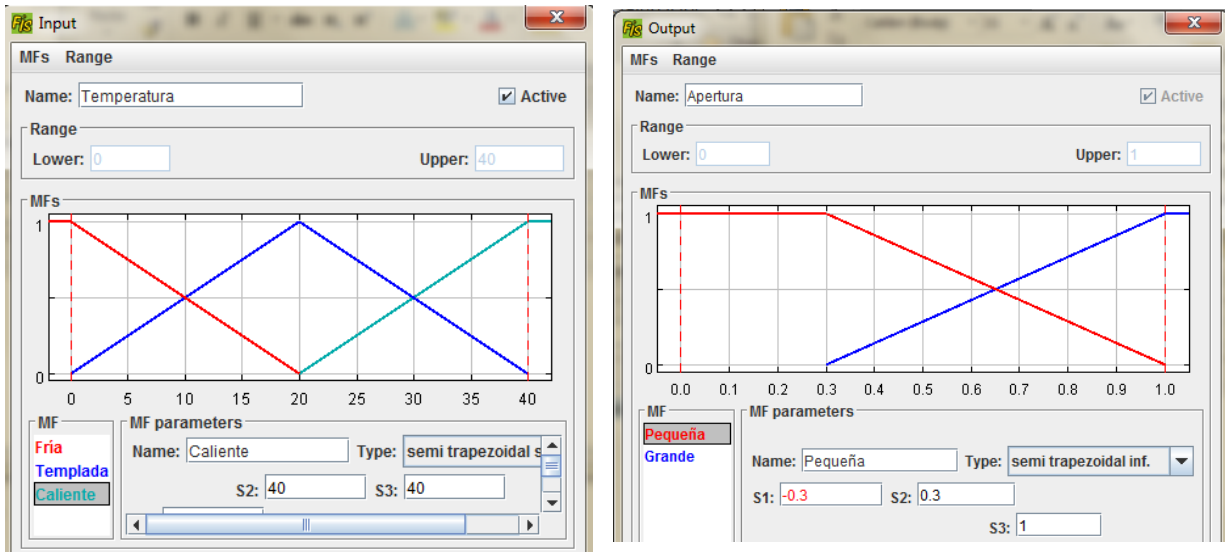 Fjs Input
MFs Range
Name: Temperatura Active
Range
Lower: 0 Upper: 40
MFs
1
0
0 5 10 15 20 25 30 35 40
MF
Fría
Templada
Caliente
MF parameters
Name: Caliente Type: semi trapezoidal s
S2: 40 S3: 40
Fjs Output
MFs Range
Name: Apertura Active
Range
Lower: 0 Upper: 1
MFs
1
0
0.0 0.1 0.2 0.3 0.4 0.5 0.6 0.7 0.8 0.9 1.0
MF
Pequeña
Grande
MF parameters
Name: Pequeña Type: semi trapezoidal inf.
S1: -0.3 S2: 0.3
S3: 1